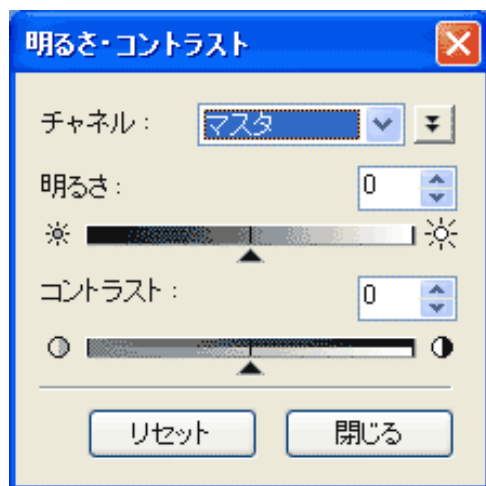 明るさ・コントラスト
チャネル： マスタ
明るさ： 0
コントラスト： 0
リセット 閉じる